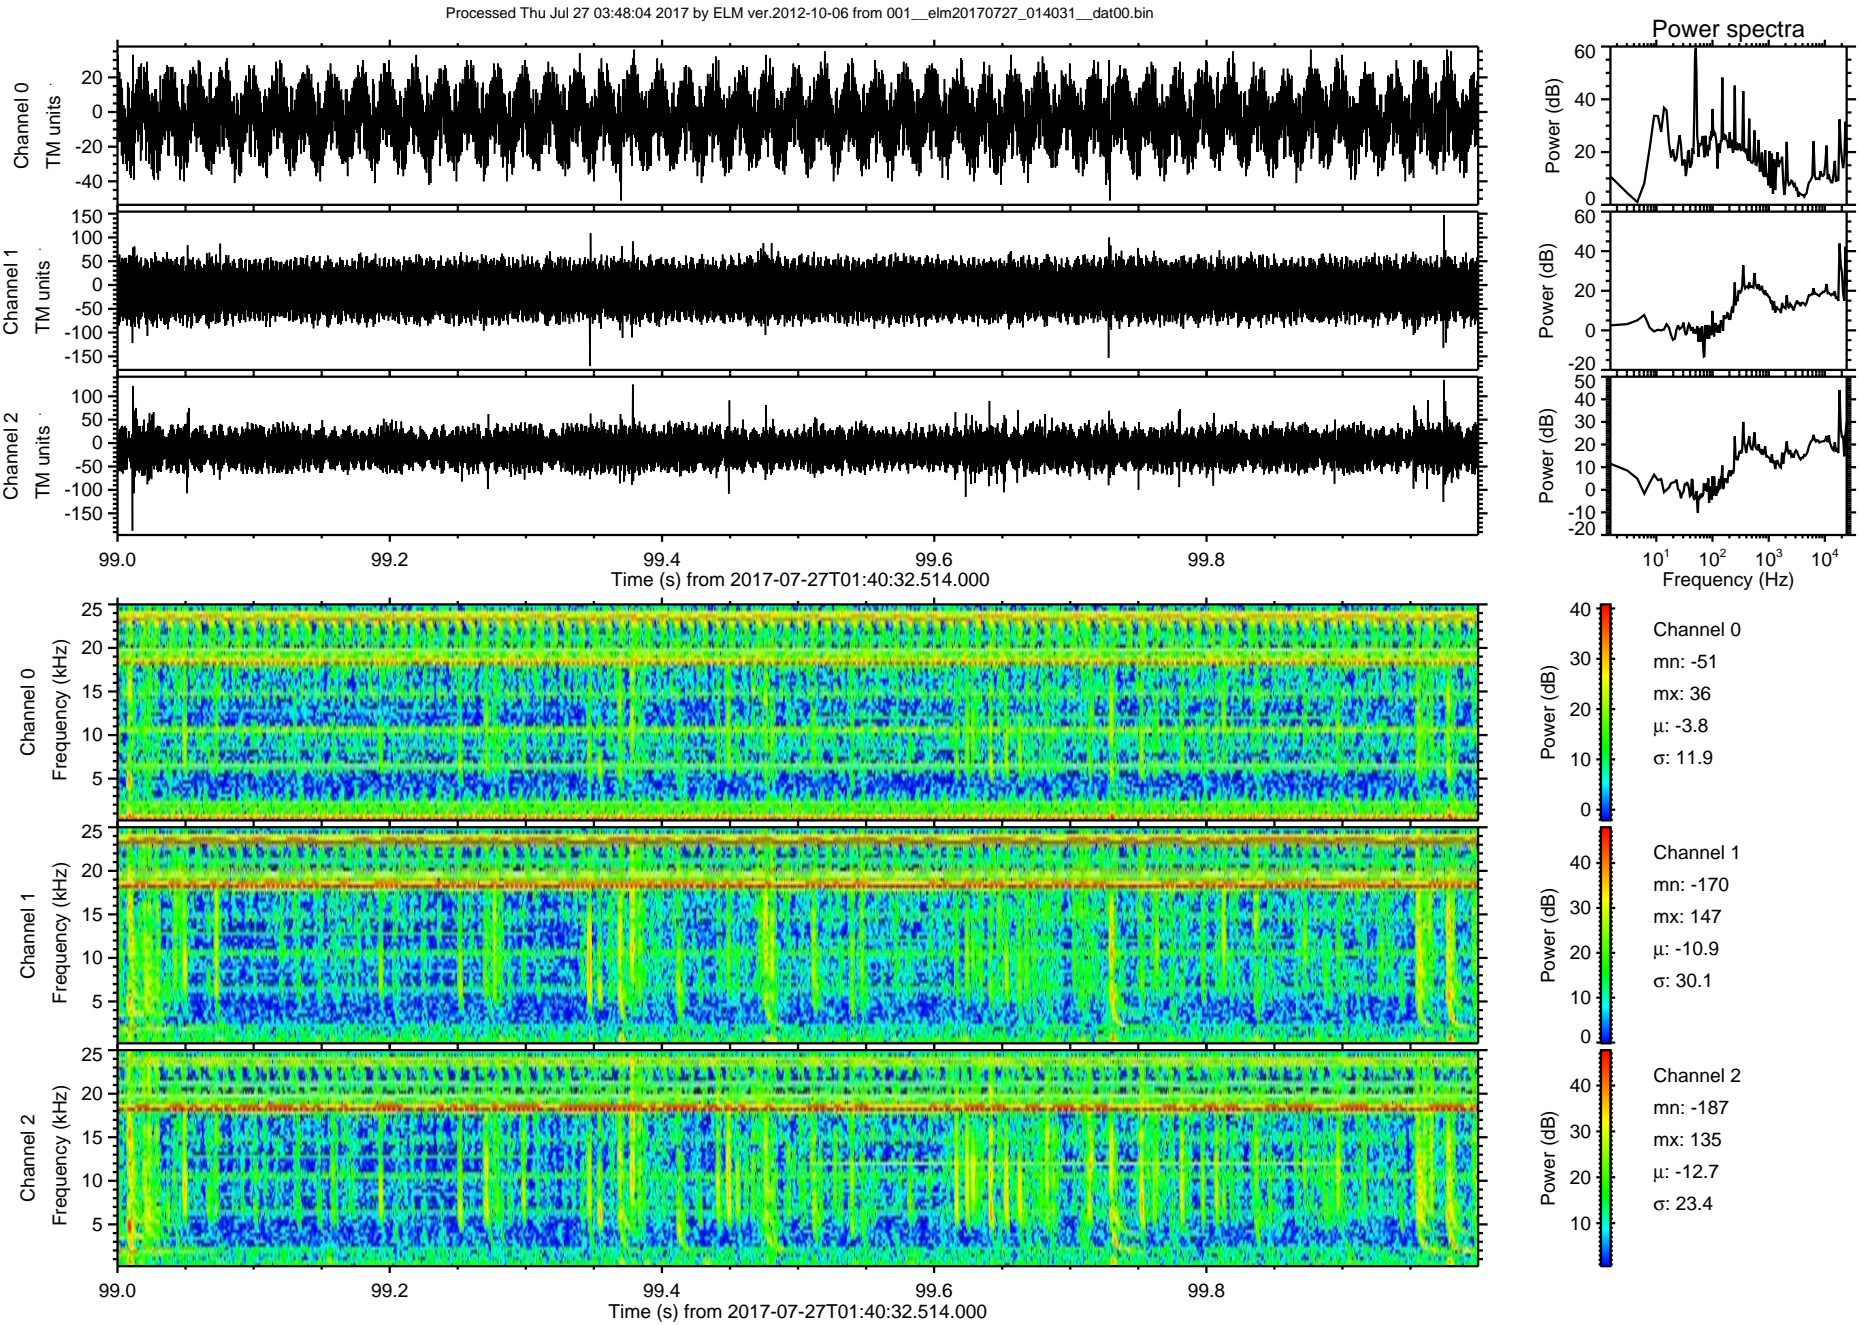 Processed Thu Jul 27 03:48:04 2017 by ELM ver.2012-10-06 from 001__elm20170727_014031__dat00.bin
Power spectra
Channel 0
TM units
20
0
-20
-40
Power (dB)
60
40
20
0
Channel 1
TM units
150
100
50
0
-50
-100
-150
Power (dB)
60
40
20
0
-20
Channel 2
TM units
100
50
0
-50
-100
-150
Power (dB)
50
40
30
20
10
0
-10
-20
99.0 99.2 99.4 99.6 99.8
Time (s) from 2017-07-27T01:40:32.514.000
10^1 10^2 10^3 10^4
Frequency (Hz)
Channel 0
Frequency (kHz)
25
20
15
10
5
Power (dB)
40
30
20
10
0
Channel 0
mn: -51
mx: 36
µ: -3.8
σ: 11.9
Channel 1
Frequency (kHz)
25
20
15
10
5
Power (dB)
40
30
20
10
0
Channel 1
mn: -170
mx: 147
µ: -10.9
σ: 30.1
Channel 2
Frequency (kHz)
25
20
15
10
5
Power (dB)
40
30
20
10
Channel 2
mn: -187
mx: 135
µ: -12.7
σ: 23.4
99.0 99.2 99.4 99.6 99.8
Time (s) from 2017-07-27T01:40:32.514.000